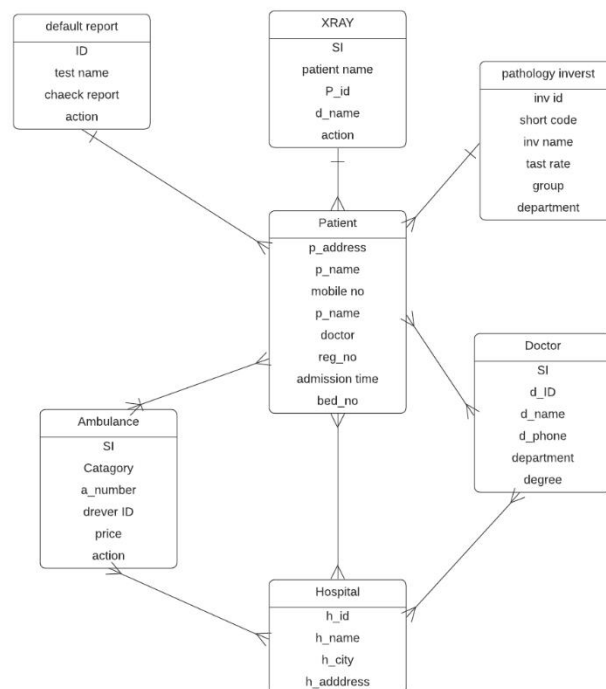 default report
ID
test name
chaeck report
action
XRAY
SI
patient name
P_id
d_name
action
pathology inverst
inv id
short code
inv name
tast rate
group
department
Patient
p_address
p_name
mobile no
p_name
doctor
reg_no
admission time
bed_no
Doctor
SI
d_ID
d_name
d_phone
department
degree
Ambulance
SI
Catagory
a_number
drever ID
price
action
Hospital
h_id
h_name
h_city
h_adddress